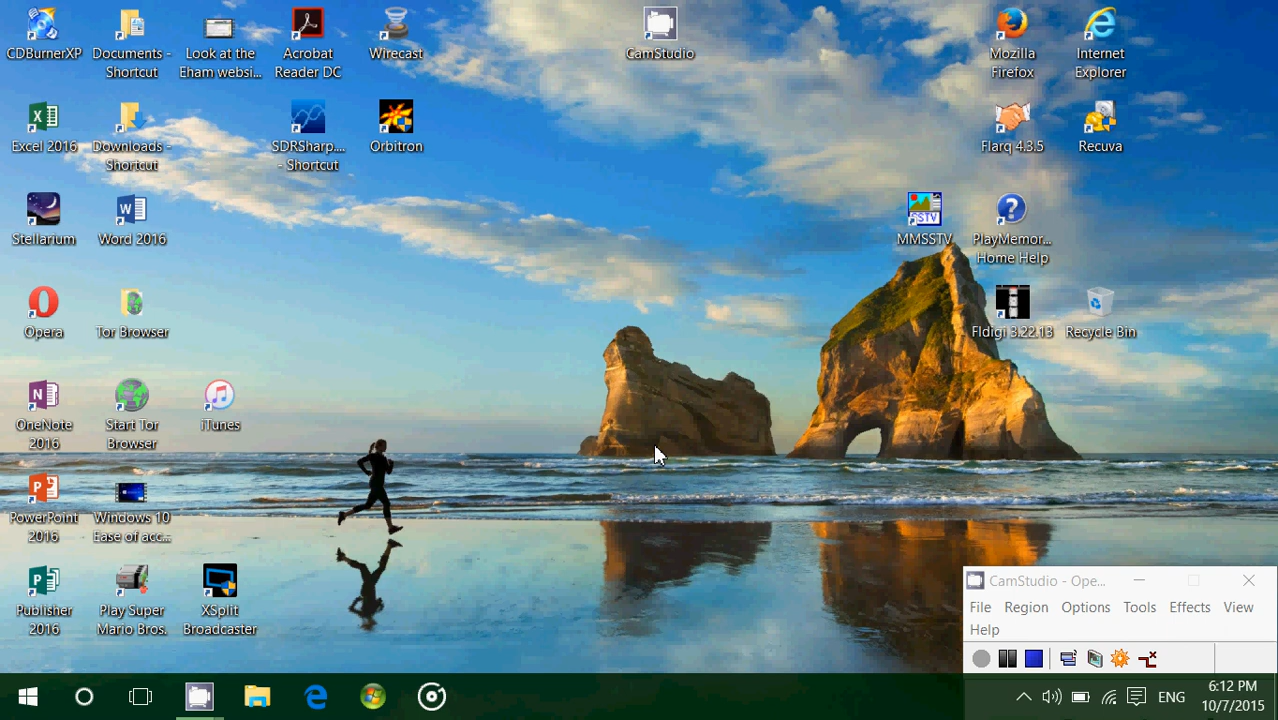 CDBurnerXP
Documents -
Shortcut
Look at the
Eham websi...
Acrobat
Reader DC
Wirecast
CamStudio
Mozilla
Firefox
Internet
Explorer
Excel 2016
Downloads -
Shortcut
SDRSharp....
- Shortcut
Orbitron
Flarq 4.3.5
Recuva
Stellarium
Word 2016
SSTV
MMSSTV
PlayMemor...
Home Help
Opera
Tor Browser
Fldigi 3.22.13
Recycle Bin
OneNote
2016
Start Tor
Browser
iTunes
PowerPoint
2016
Windows 10
Ease of acc...
Publisher
2016
Play Super
Mario Bros.
XSplit
Broadcaster
CamStudio - Ope...
File Region Options Tools Effects View
Help
ENG
6:12 PM
10/7/2015